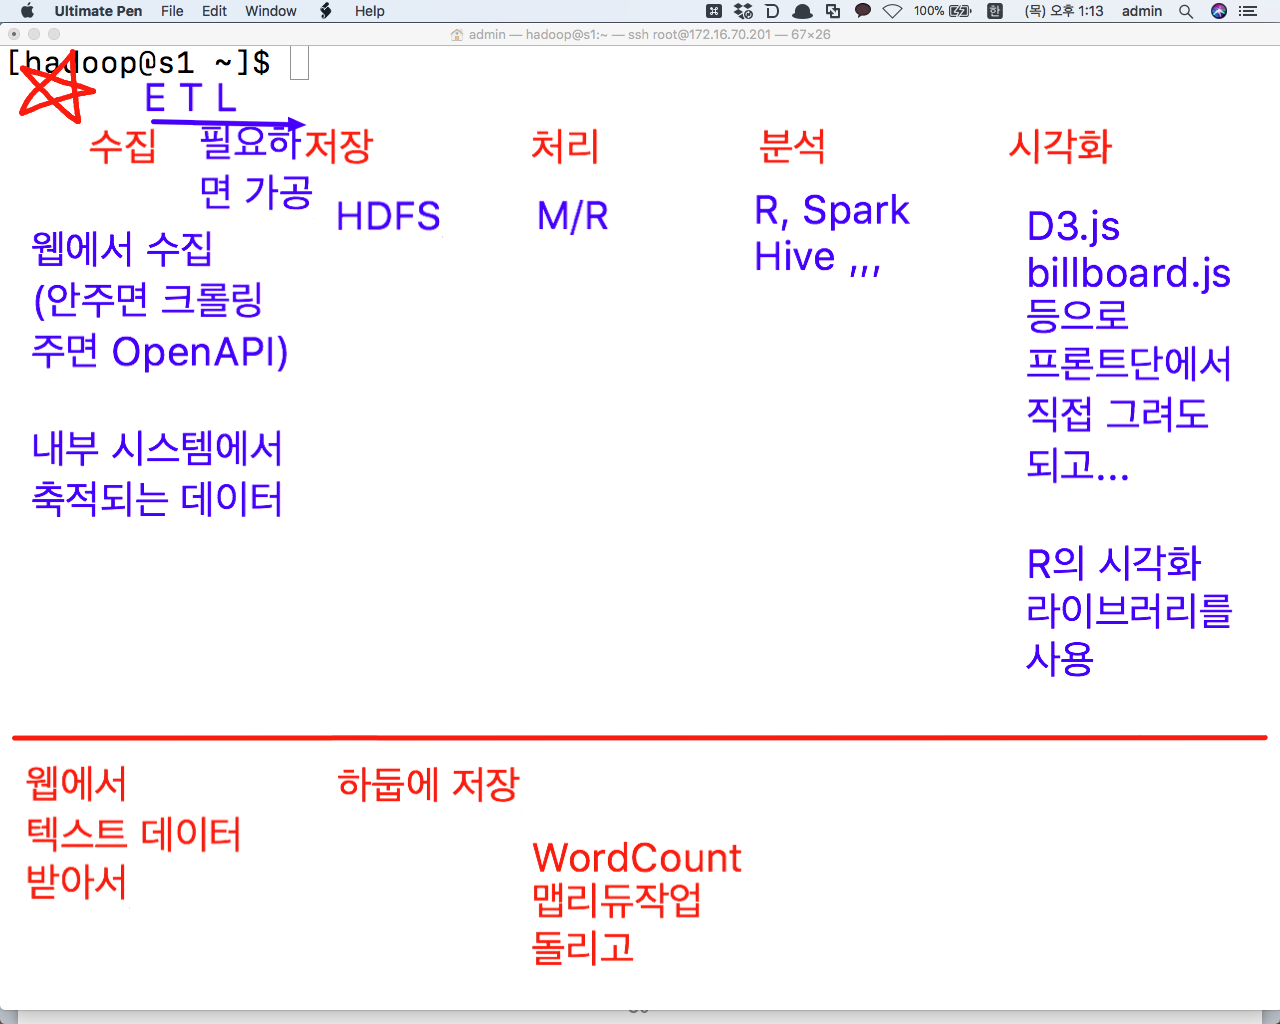 Ultimate Pen File Edit Window Help 100% 한 (목) 오후 1:13 admin
admin — hadoop@s1:~ — ssh root@172.16.70.201 — 67×26
[hadoop@s1 ~]$
E T L
수집 필요하 저장 처리 분석 시각화
면 가공
HDFS M/R R, Spark
Hive ,,,
웹에서 수집
(안주면 크롤링
주면 OpenAPI)
내부 시스템에서
축적되는 데이터
D3.js
billboard.js
등으로
프론트단에서
직접 그려도
되고...
R의 시각화
라이브러리를
사용
웹에서
텍스트 데이터
받아서
하둡에 저장
WordCount
맵리듀작업
돌리고